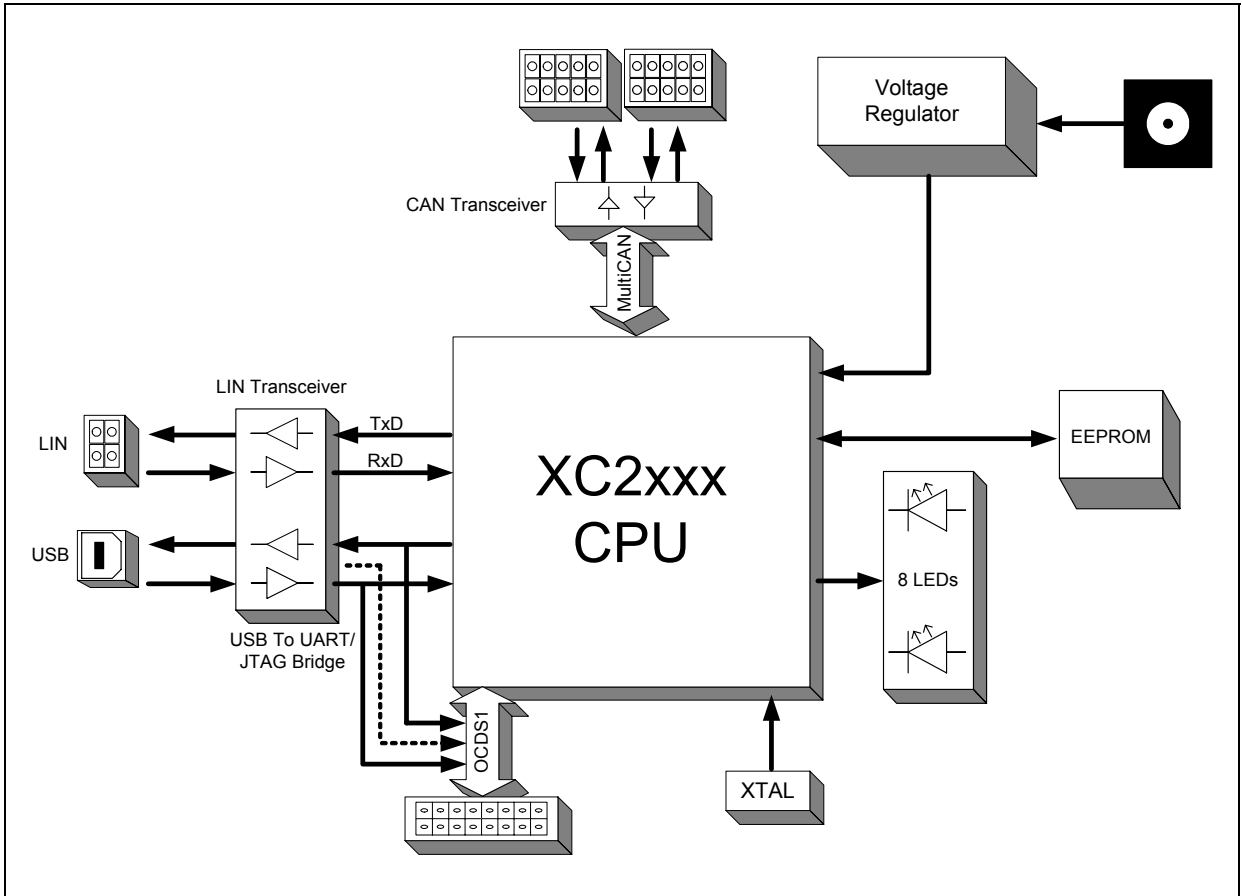 Voltage
Regulator
CAN Transceiver
MultiCAN
LIN Transceiver
LIN
TxD
RxD
USB
USB To UART/
JTAG Bridge
XC2xxx
CPU
EEPROM
8 LEDs
OCDS1
XTAL